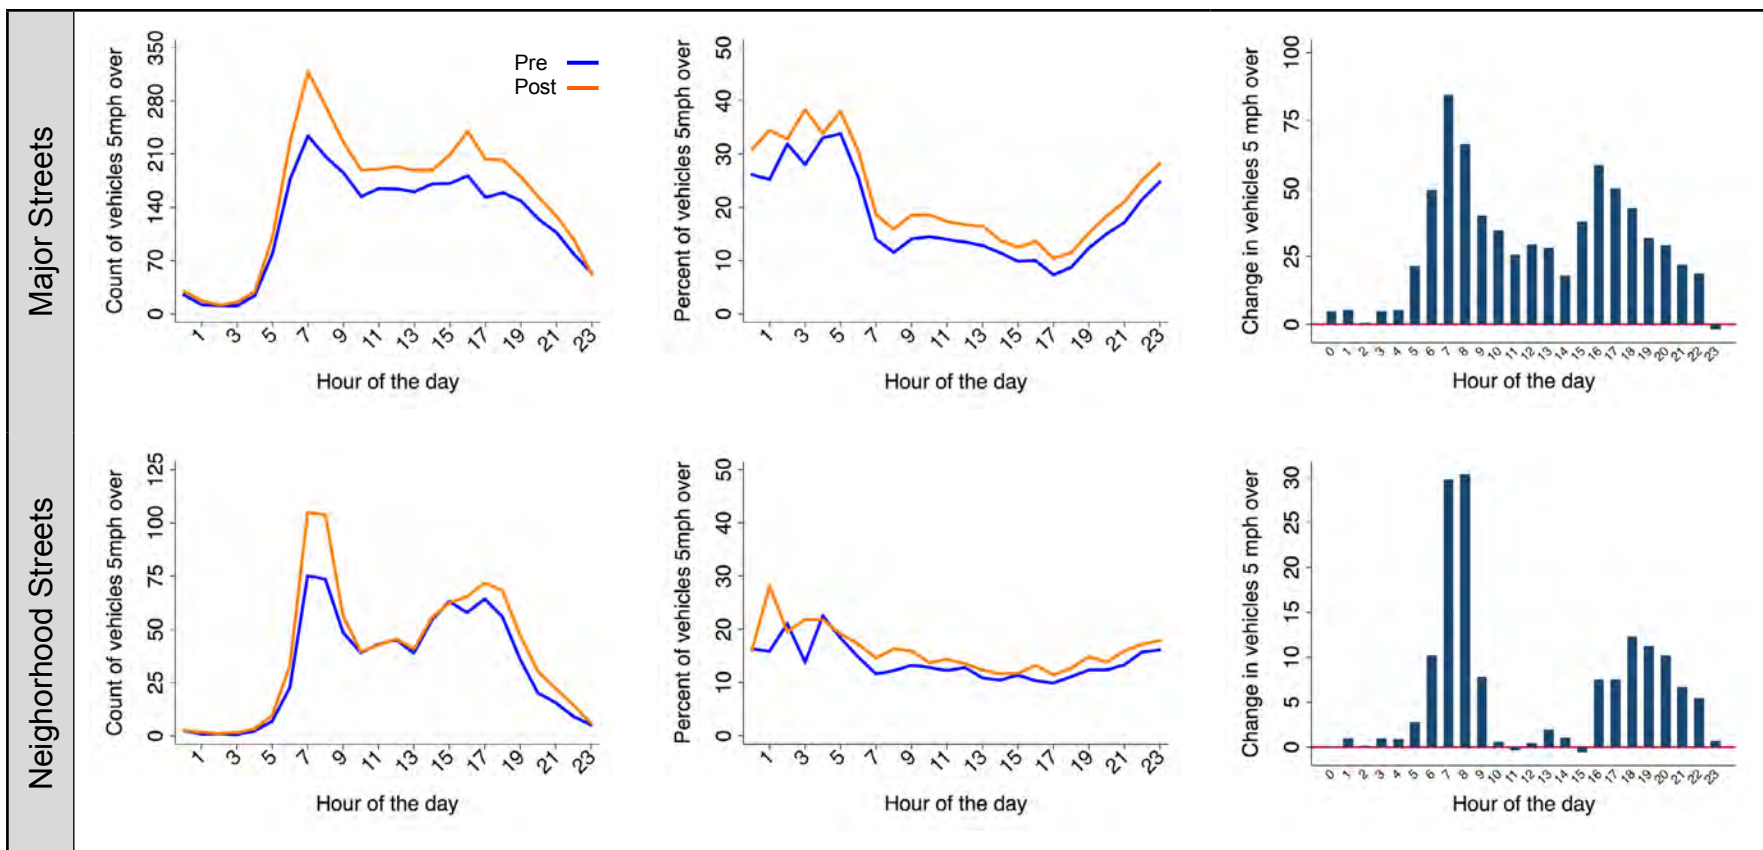 Major Streets
Count of vehicles 5mph over
0 70 140 210 280 350
Pre
Post
1 3 5 7 9 11 13 15 17 19 21 23
Hour of the day
Percent of vehicles 5mph over
0 10 20 30 40 50
1 3 5 7 9 11 13 15 17 19 21 23
Hour of the day
Change in vehicles 5 mph over
0 25 50 75 100
0 1 2 3 4 5 6 7 8 9 10 11 12 13 14 15 16 17 18 19 20 21 22 23
Hour of the day
Neighorhood Streets
Count of vehicles 5mph over
0 25 50 75 100 125
1 3 5 7 9 11 13 15 17 19 21 23
Hour of the day
Percent of vehicles 5mph over
0 10 20 30 40 50
1 3 5 7 9 11 13 15 17 19 21 23
Hour of the day
Change in vehicles 5 mph over
0 5 10 15 20 25 30
0 1 2 3 4 5 6 7 8 9 10 11 12 13 14 15 16 17 18 19 20 21 22 23
Hour of the day